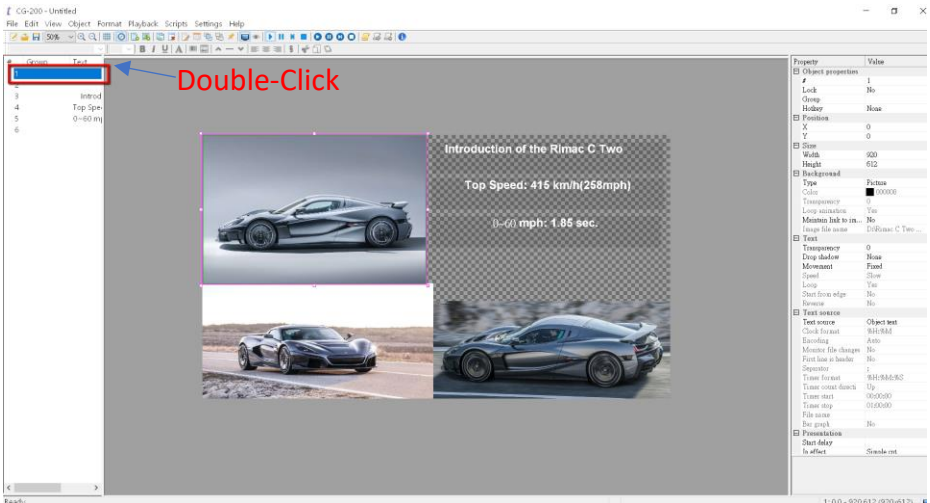 CG-200 - Untitled
File Edit View Object Format Playback Scripts Settings Help
50%
B I U A
# Group Text
1
2
3 Introd
4 Top Spe
5 0~60 mp
6
Double-Click
Introduction of the Rimac C Two
Top Speed: 415 km/h(258mph)
0~60 mph: 1.85 sec.
Property Value
Object properties
# 1
Lock No
Group
Hotkey None
Position
X 0
Y 0
Size
Width 920
Height 612
Background
Type Picture
Color 000000
Transparency 0
Loop animation Yes
Maintain link to im... No
Image file name D:\Rimac C Two ...
Text
Transparency 0
Drop shadow None
Movement Fixed
Speed Slow
Loop Yes
Start from edge No
Reverse No
Text source
Text source Object text
Clock format %H:%M
Encoding Auto
Monitor file changes No
First line is header No
Separator ;
Timer format %H:%M:%S
Timer count directi Up
Timer start 00:00:00
Timer stop 01:00:00
File name
Bar graph No
Presentation
Start delay
In effect Simple cut
Ready
1: 0,0 - 920,612 (920x612)